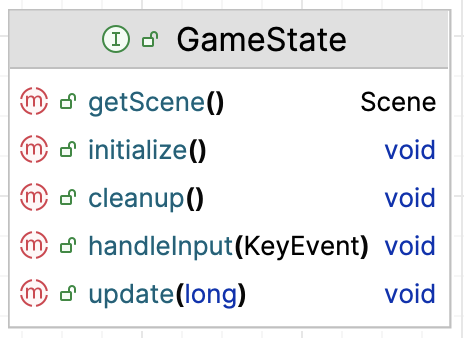 I GameState
m getScene() Scene
m initialize() void
m cleanup() void
m handleInput(KeyEvent) void
m update(long) void